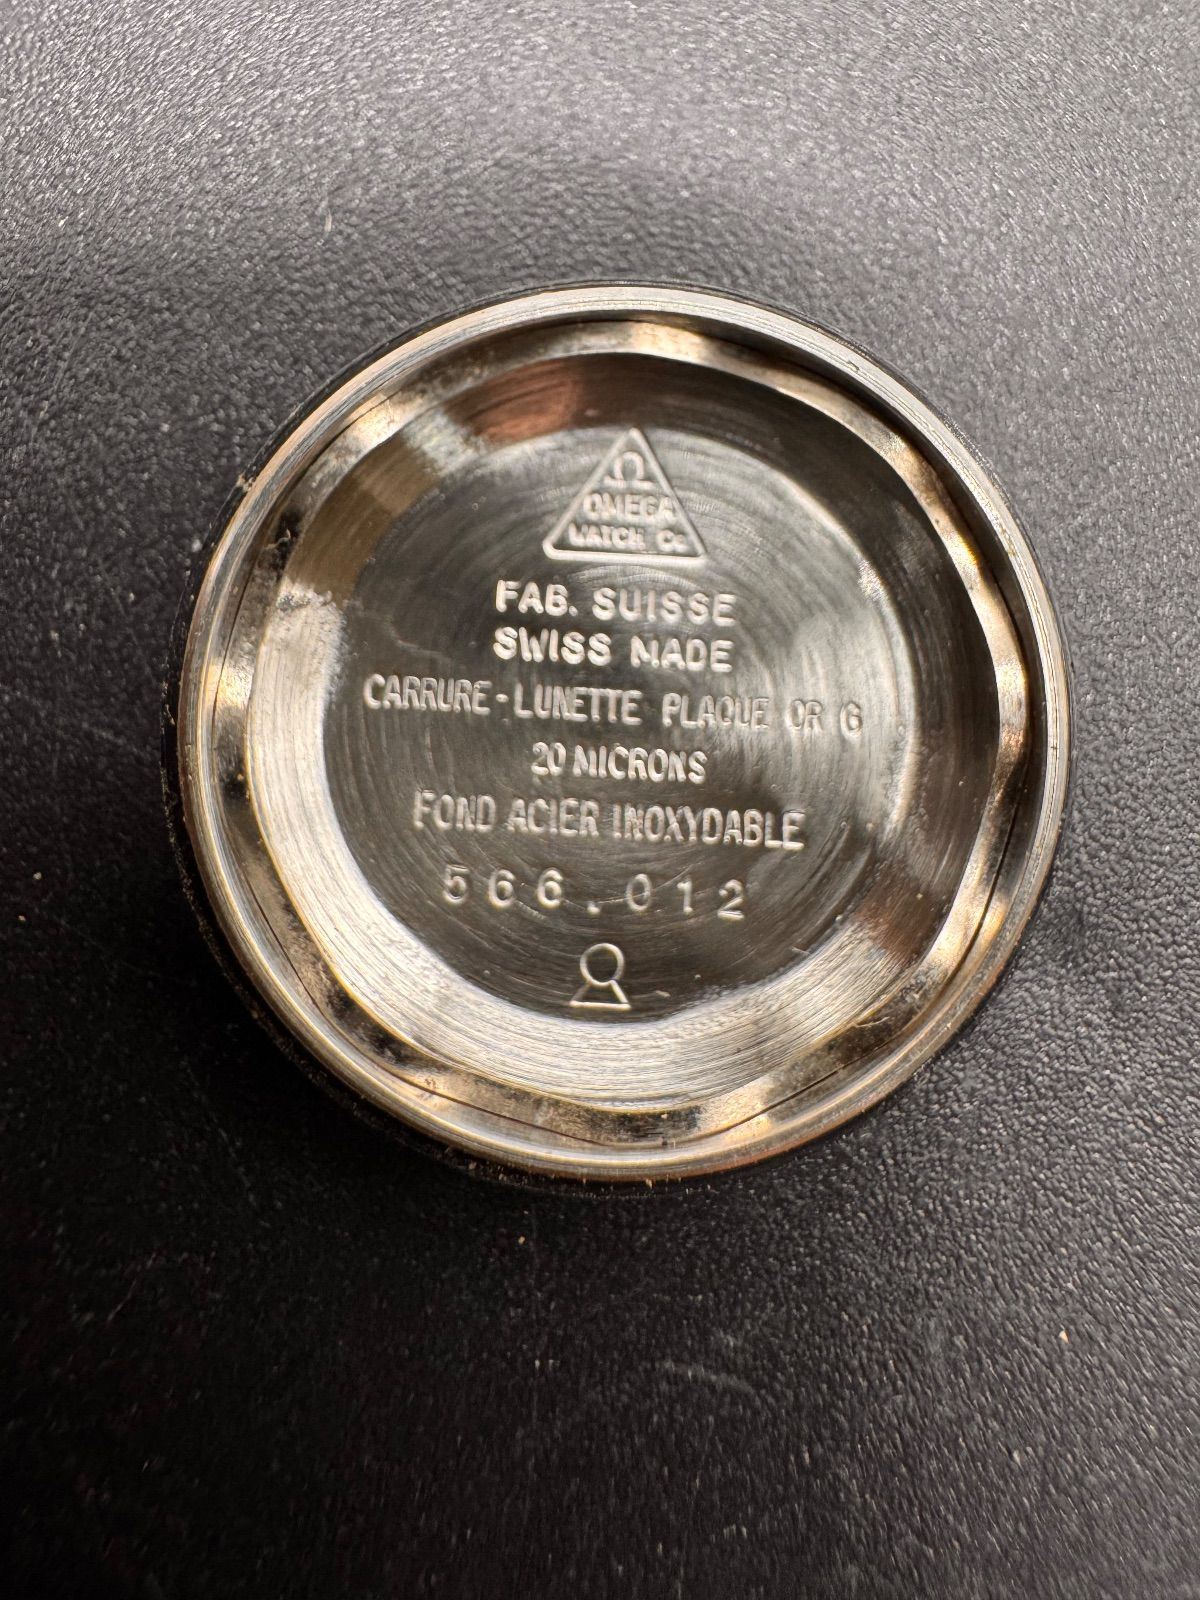 Ω
OMEGA
WATCH Co
FAB. SUISSE
SWISS MADE
CARRURE-LUNETTE PLAQUE OR G
20 MICRONS
FOND ACIER INOXYDABLE
566.012